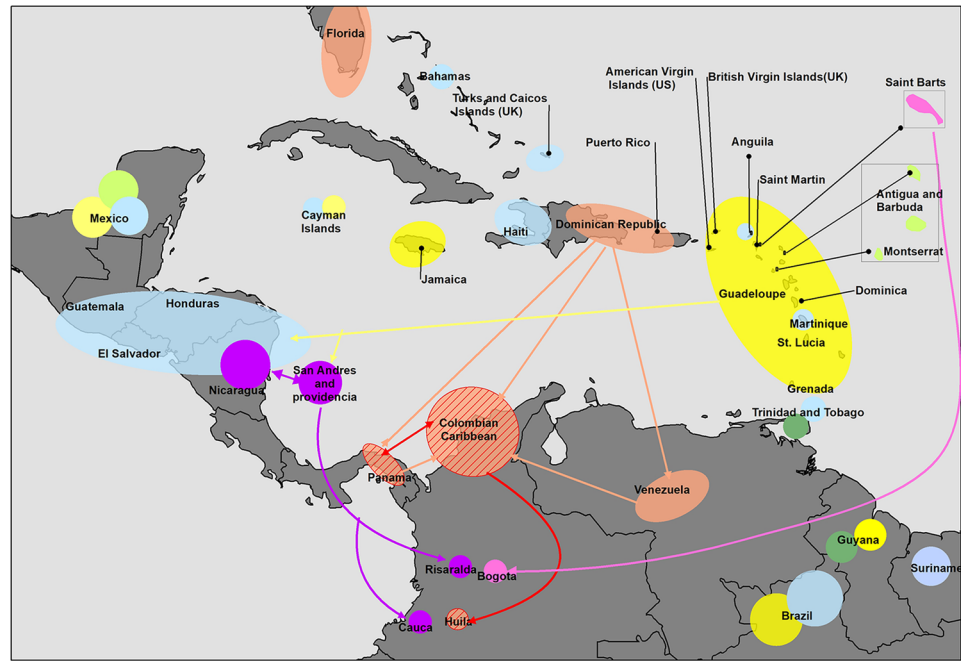 Florida
Bahamas
Turks and Caicos
Islands (UK)
American Virgin
Islands (US)
British Virgin Islands(UK)
Saint Barts
Puerto Rico
Anguila
Saint Martin
Antigua and
Barbuda
Mexico
Cayman
Islands
Haiti
Dominican Republic
Montserrat
Jamaica
Guadeloupe
Dominica
Guatemala
Honduras
Martinique
St. Lucia
El Salvador
Nicaragua
San Andres
and
providencia
Grenada
Trinidad and Tobago
Colombian
Caribbean
Panama
Venezuela
Guyana
Suriname
Risaralda
Bogota
Cauca
Huila
Brazil